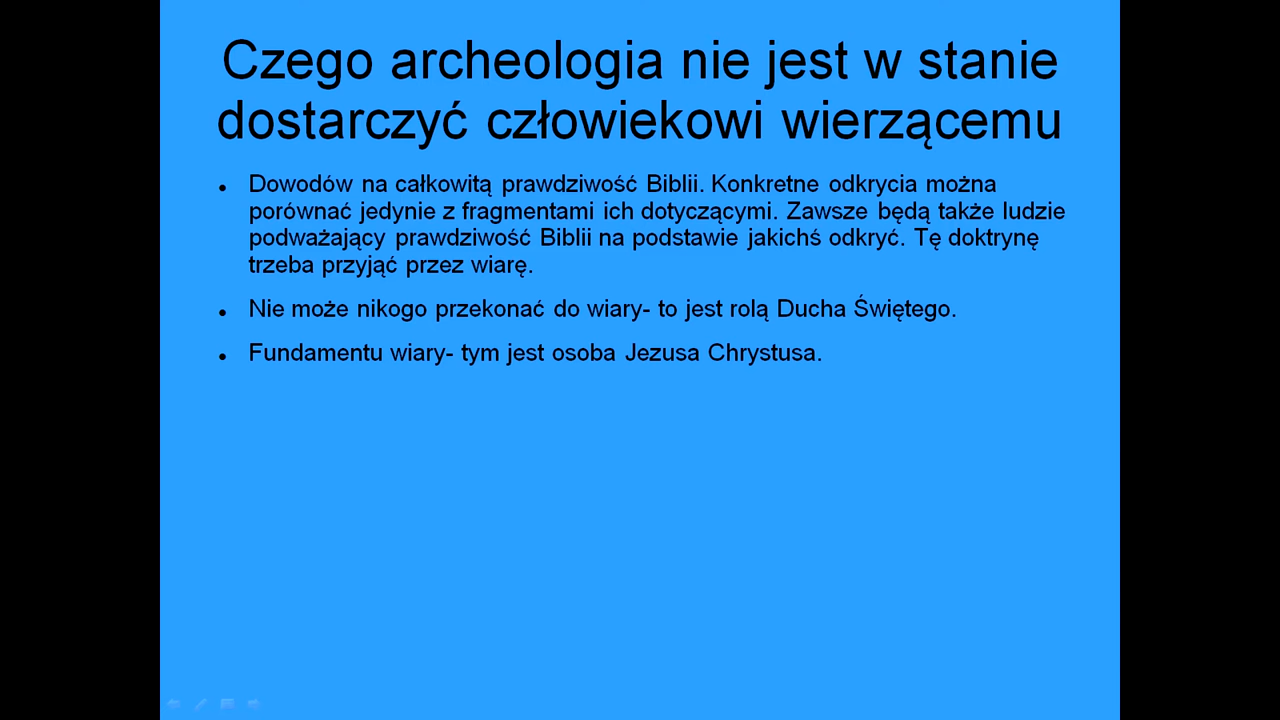 Czego archeologia nie jest w stanie
dostarczyć człowiekowi wierzącemu
• Dowodów na całkowitą prawdziwość Biblii. Konkretne odkrycia można
porównać jedynie z fragmentami ich dotyczącymi. Zawsze będą także ludzie
podważający prawdziwość Biblii na podstawie jakichś odkryć. Tę doktrynę
trzeba przyjąć przez wiarę.
• Nie może nikogo przekonać do wiary- to jest rolą Ducha Świętego.
• Fundamentu wiary- tym jest osoba Jezusa Chrystusa.